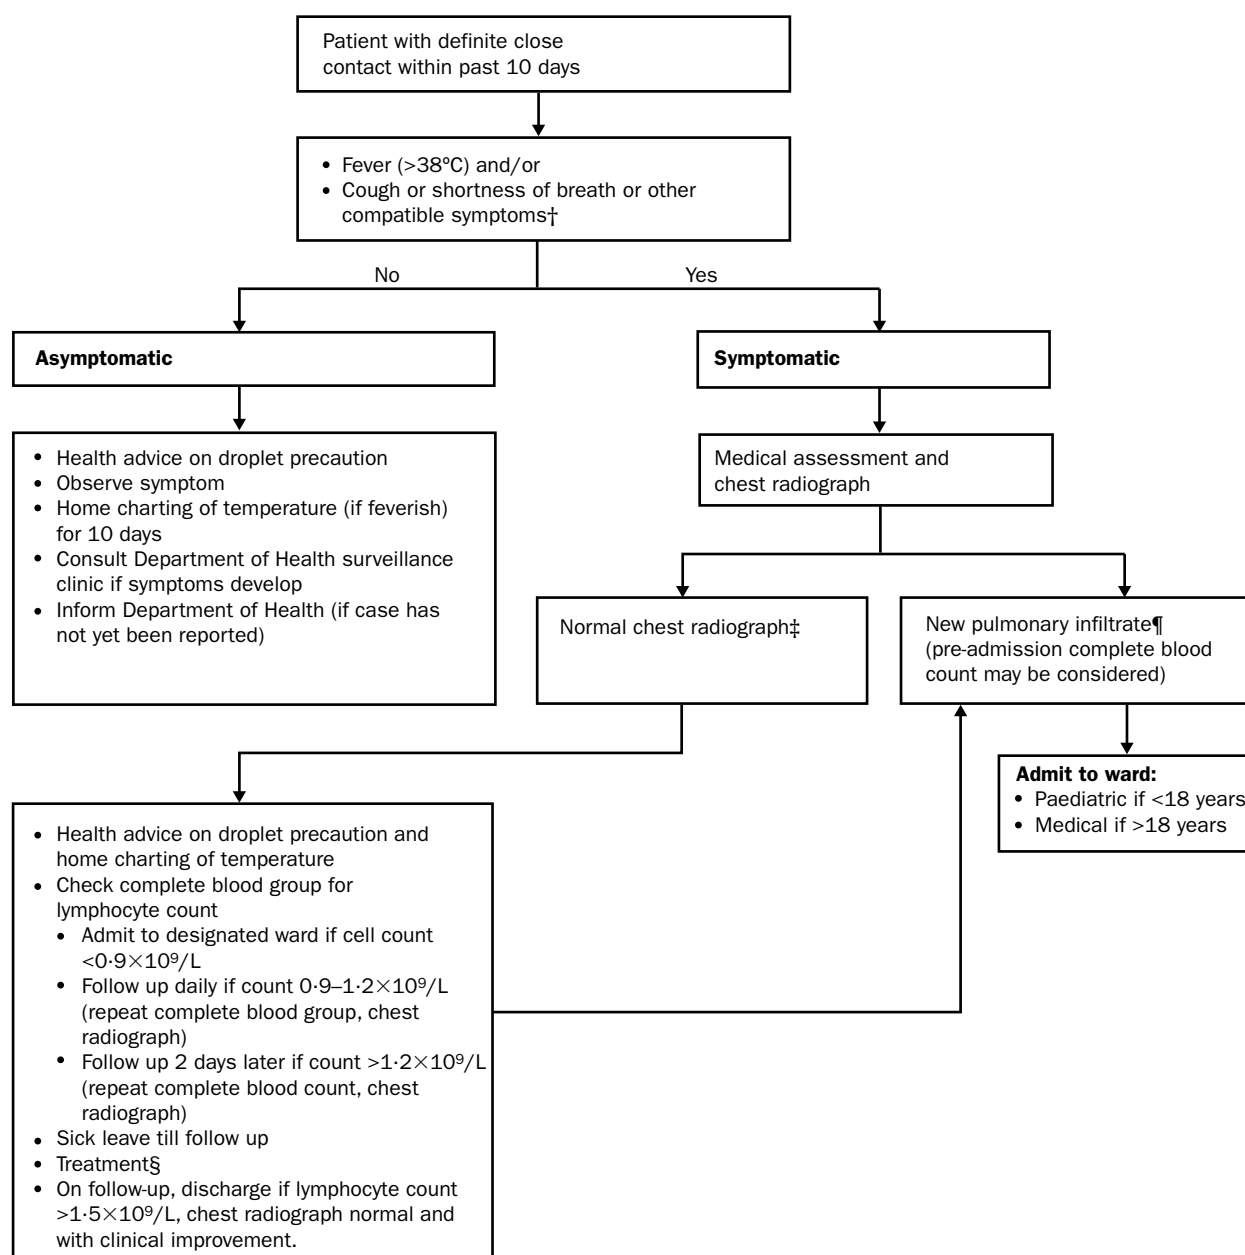 Patient with definite close
contact within past 10 days
• Fever (>38ºC) and/or
• Cough or shortness of breath or other
compatible symptoms†
No
Yes
Asymptomatic
Symptomatic
• Health advice on droplet precaution
• Observe symptom
• Home charting of temperature (if feverish)
for 10 days
• Consult Department of Health surveillance
clinic if symptoms develop
• Inform Department of Health (if case has
not yet been reported)
Medical assessment and
chest radiograph
Normal chest radiograph‡
New pulmonary infiltrate¶
(pre-admission complete blood
count may be considered)
Admit to ward:
• Paediatric if <18 years
• Medical if >18 years
• Health advice on droplet precaution and
home charting of temperature
• Check complete blood group for
lymphocyte count
• Admit to designated ward if cell count
<0·9×10⁹/L
• Follow up daily if count 0·9–1·2×10⁹/L
(repeat complete blood group, chest
radiograph)
• Follow up 2 days later if count >1·2×10⁹/L
(repeat complete blood count, chest
radiograph)
• Sick leave till follow up
• Treatment§
• On follow-up, discharge if lymphocyte count
>1·5×10⁹/L, chest radiograph normal and
with clinical improvement.